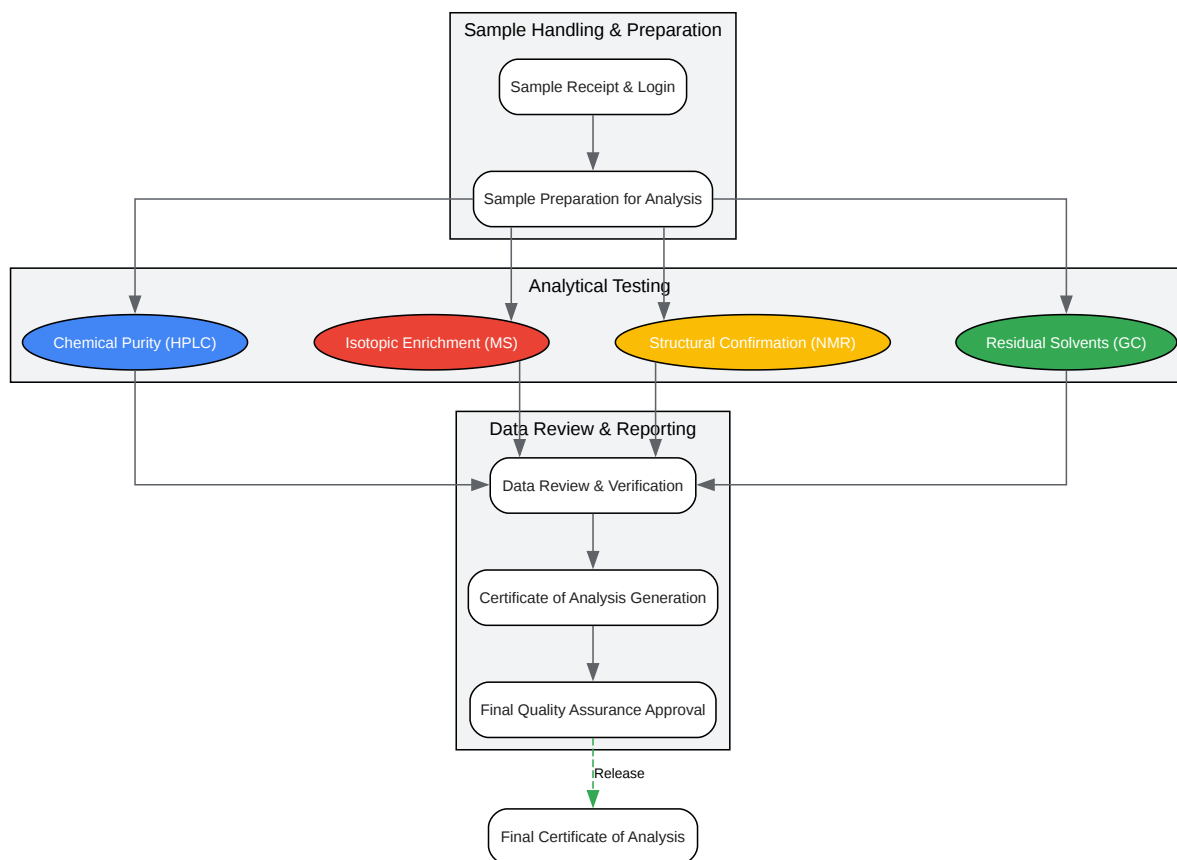 Sample Handling & Preparation
Sample Receipt & Login
Sample Preparation for Analysis
Analytical Testing
Chemical Purity (HPLC)
Isotopic Enrichment (MS)
Structural Confirmation (NMR)
Residual Solvents (GC)
Data Review & Reporting
Data Review & Verification
Certificate of Analysis Generation
Final Quality Assurance Approval
Release
Final Certificate of Analysis